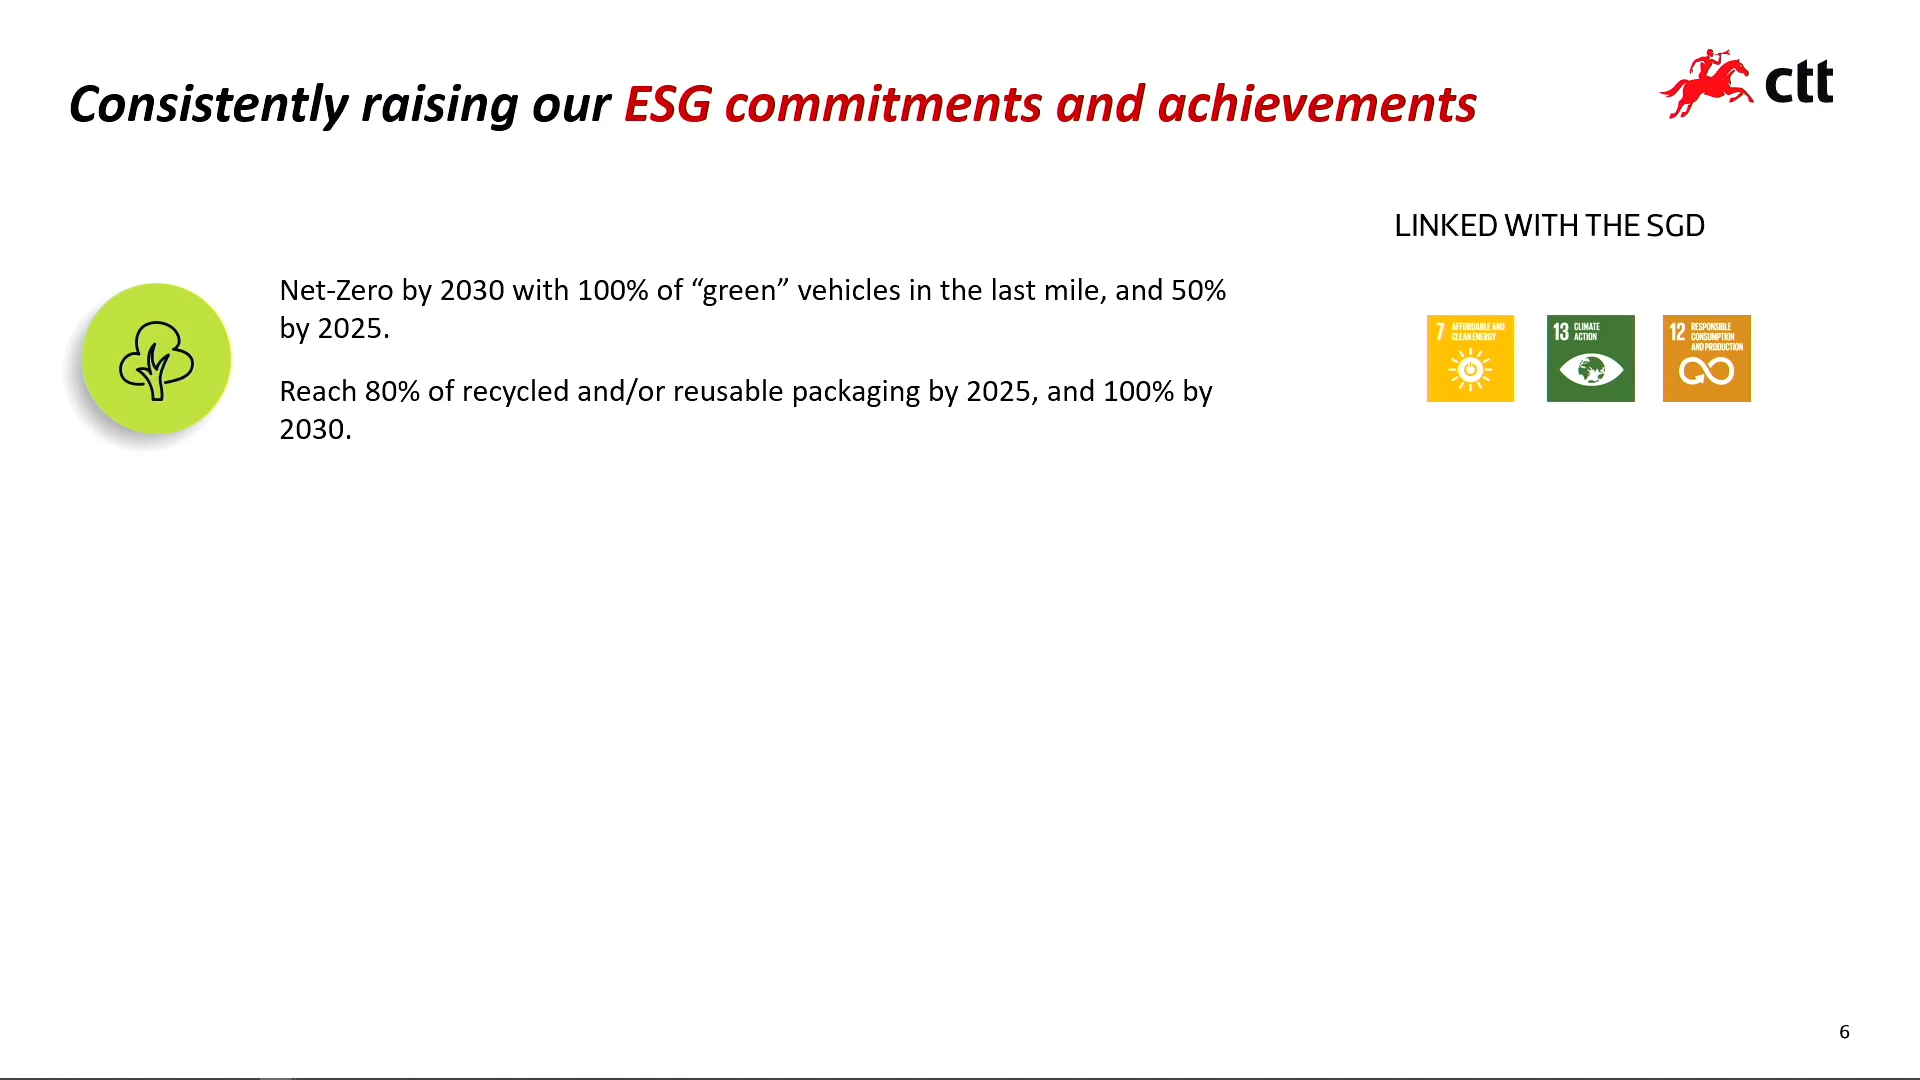 Consistently raising our ESG commitments and achievements
ctt
LINKED WITH THE SGD
Net-Zero by 2030 with 100% of “green” vehicles in the last mile, and 50%
by 2025.
Reach 80% of recycled and/or reusable packaging by 2025, and 100% by
2030.
7 AFFORDABLE AND
CLEAN ENERGY
13 CLIMATE
ACTION
12 RESPONSIBLE
CONSUMPTION
AND PRODUCTION
6